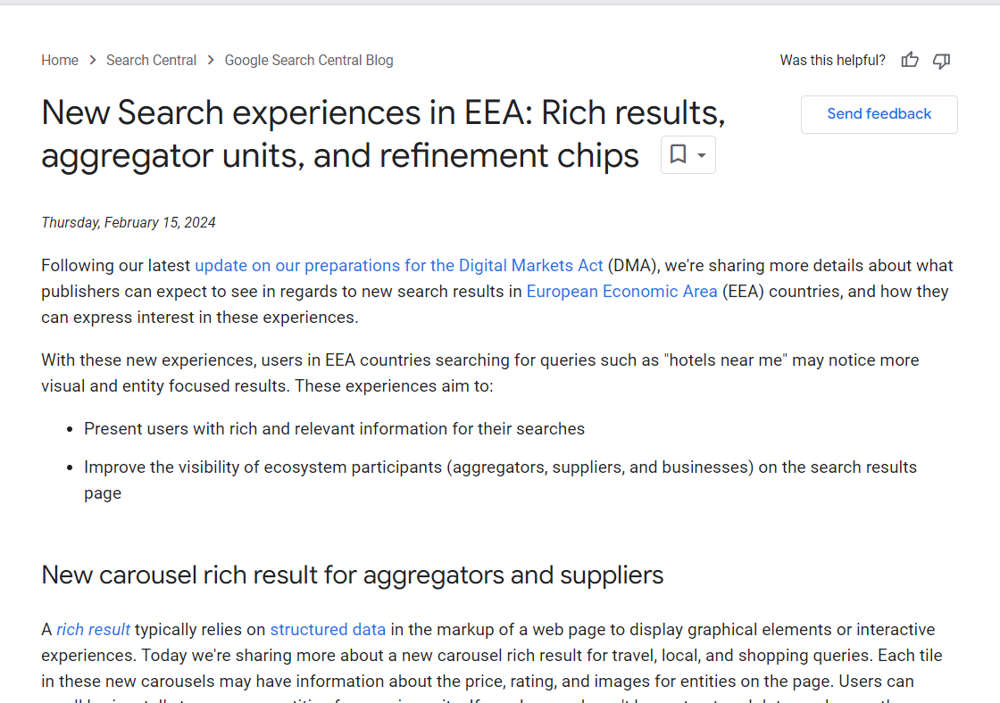 Home > Search Central > Google Search Central Blog
Was this helpful?
New Search experiences in EEA: Rich results,
aggregator units, and refinement chips
Send feedback
Thursday, February 15, 2024
Following our latest update on our preparations for the Digital Markets Act (DMA), we're sharing more details about what
publishers can expect to see in regards to new search results in European Economic Area (EEA) countries, and how they
can express interest in these experiences.
With these new experiences, users in EEA countries searching for queries such as "hotels near me" may notice more
visual and entity focused results. These experiences aim to:
• Present users with rich and relevant information for their searches
• Improve the visibility of ecosystem participants (aggregators, suppliers, and businesses) on the search results
page
New carousel rich result for aggregators and suppliers
A rich result typically relies on structured data in the markup of a web page to display graphical elements or interactive
experiences. Today we're sharing more about a new carousel rich result for travel, local, and shopping queries. Each tile
in these new carousels may have information about the price, rating, and images for entities on the page. Users can